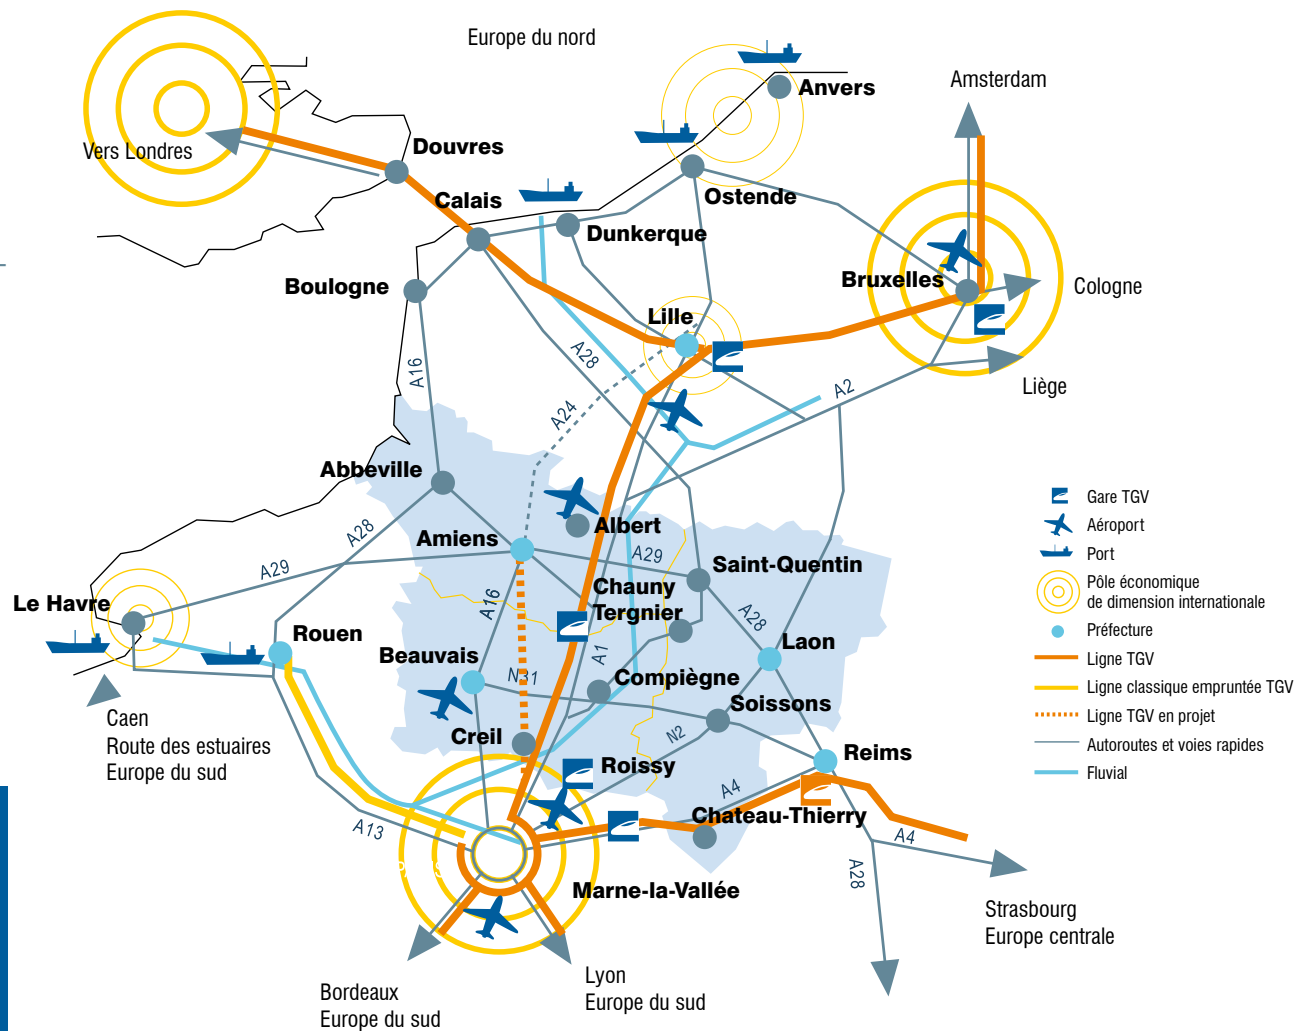 Europe du nord
Amsterdam
Anvers
Vers Londres
Douvres
Calais
Ostende
Dunkerque
Boulogne
Bruxelles
Cologne
Lille
Liège
A28
A16
A24
A2
Abbeville
Albert
Amiens
A28
A29
A29
Saint-Quentin
Chauny
Tergnier
Le Havre
A16
A28
Rouen
Beauvais
A1
Laon
N31
Compiègne
Soissons
Caen
Route des estuaires
Europe du sud
Creil
N2
Roissy
Reims
A4
Chateau-Thierry
A13
A4
A28
Marne-la-Vallée
Strasbourg
Europe centrale
Lyon
Europe du sud
Bordeaux
Europe du sud
Gare TGV
Aéroport
Port
Pôle économique
de dimension internationale
Préfecture
Ligne TGV
Ligne classique empruntée TGV
Ligne TGV en projet
Autoroutes et voies rapides
Fluvial